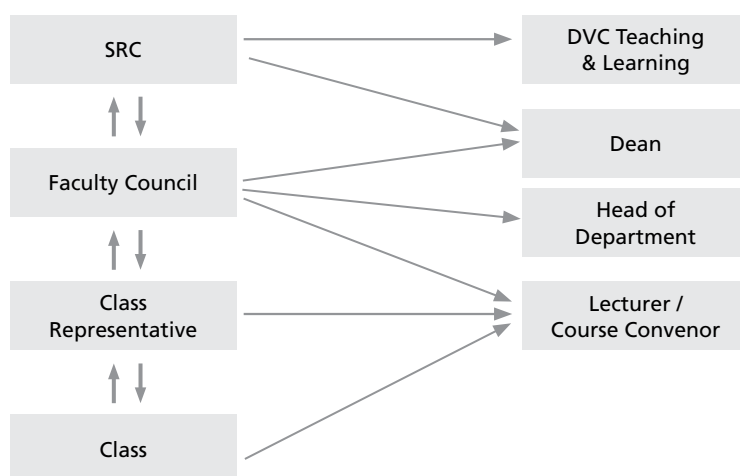 SRC
DVC Teaching
& Learning
Dean
Faculty Council
Head of
Department
Class
Representative
Lecturer /
Course Convenor
Class